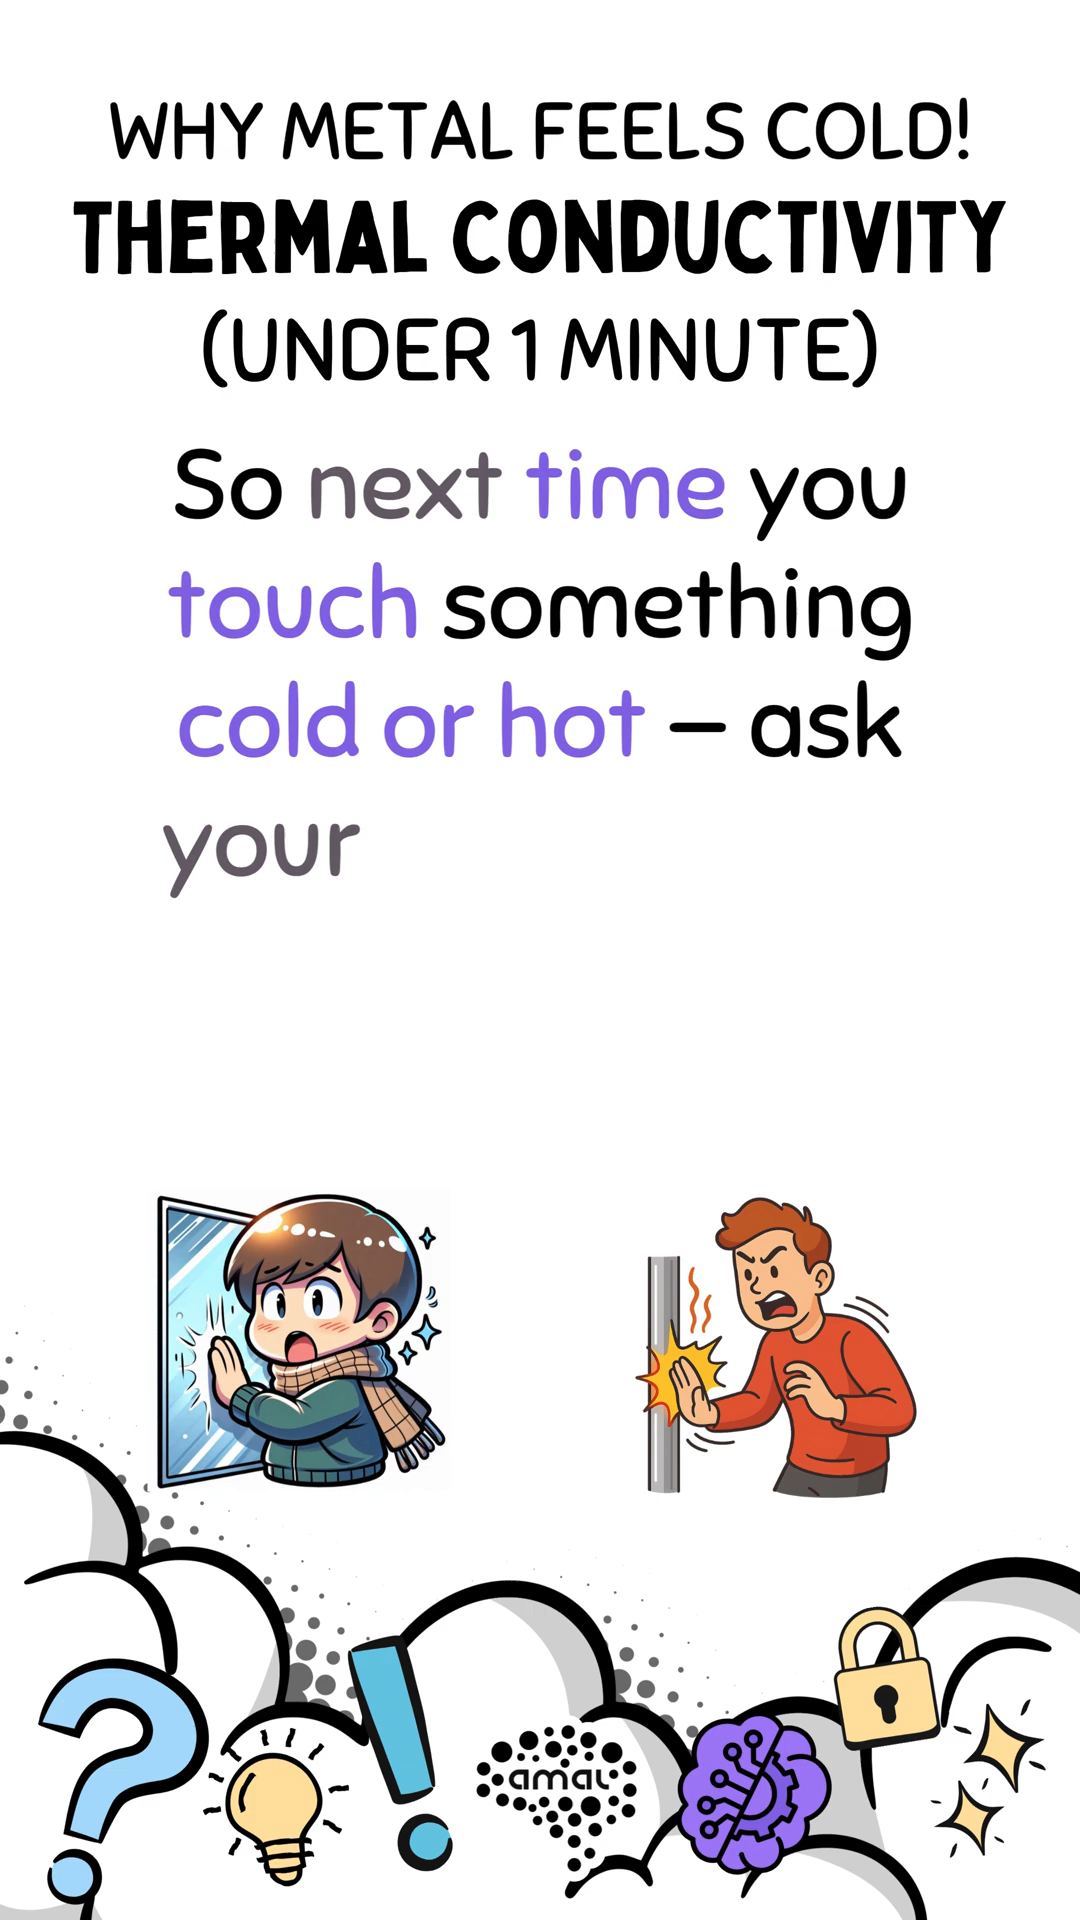 WHY METAL FEELS COLD!
THERMAL CONDUCTIVITY
(UNDER 1 MINUTE)
So next time you
touch something
cold or hot – ask
your
amal